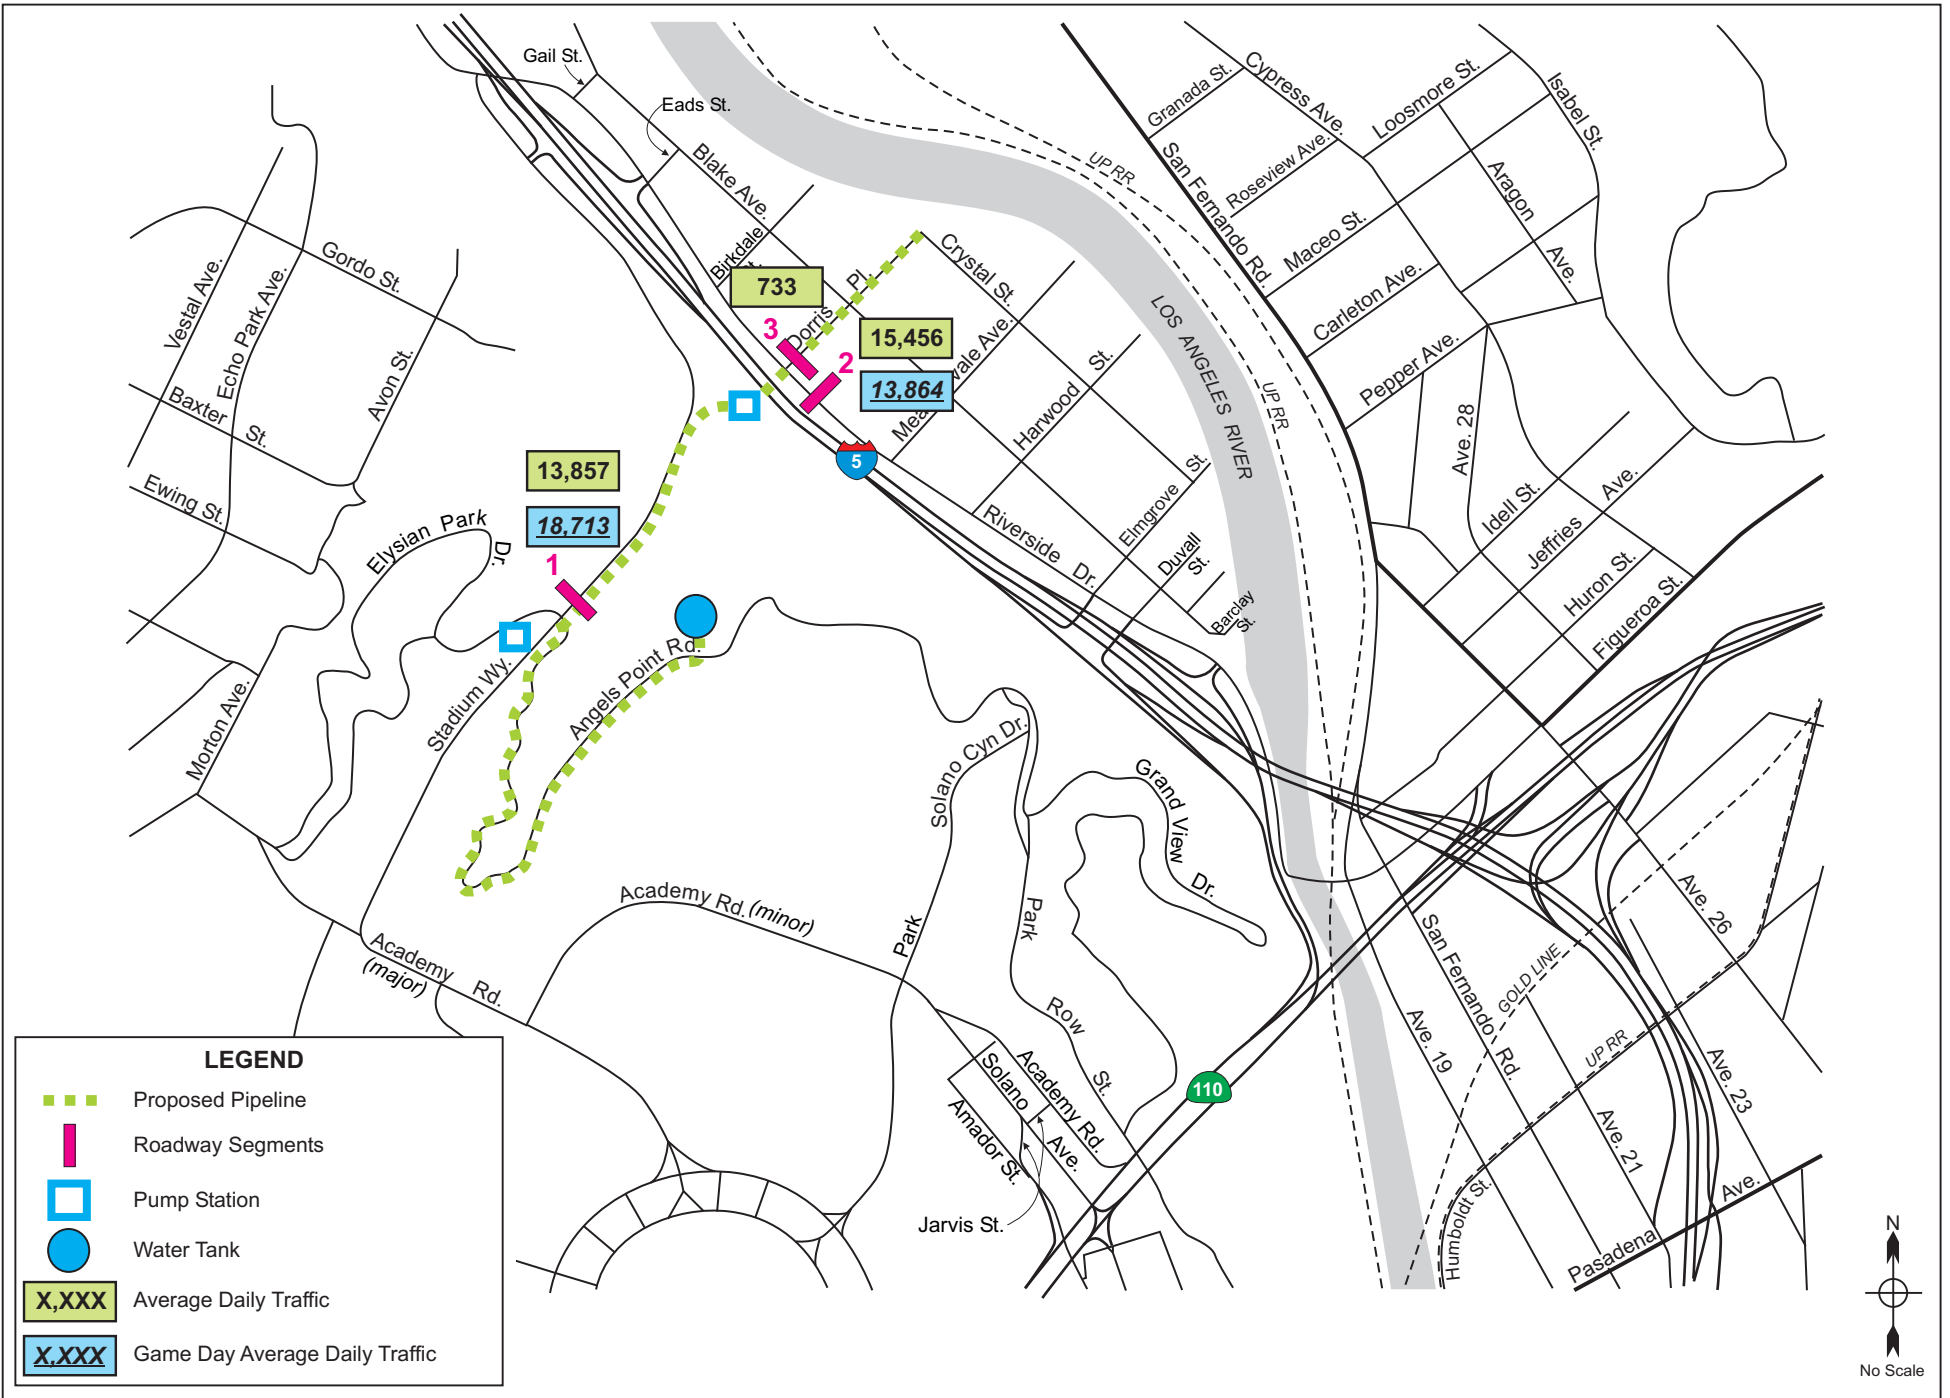 Gail St.
Eads St.
Blake Ave.
Birkdale
St.
Cypress Ave.
Granada St.
Loosmore St.
Isabel St.
Roseview Ave.
San Fernando Rd.
UP RR
Aragon
Ave.
Maceo St.
Carleton Ave.
Pepper Ave.
Ave. 28
Vestal Ave.
Echo Park Ave.
Gordo St.
Avon St.
Baxter
St.
Ewing St.
Elysian Park
Dr.
Morton Ave.
Crystal St.
Dorris
Pl.
733
3
15,456
2
13,864
vale Ave.
Mea
Harwood
St.
LOS ANGELES RIVER
UP RR
5
13,857
18,713
1
Riverside
Dr.
Elmgrove
St.
Duvall
St.
Barclay
St.
Idell St.
Jeffries
Ave.
Huron St.
Figueroa St.
Stadium Wy.
Angels Point Rd.
Solano Cyn Dr.
Grand View
Dr.
Academy Rd. (minor)
Academy
Rd.
(major)
Park
Park
Row
St.
Solano
Ave.
Academy Rd.
Amador St.
Jarvis St.
110
San Fernando
Rd.
GOLD LINE
UP RR
Ave. 26
Ave. 19
Ave. 21
Ave. 23
Humboldt St.
Pasadena
Ave.
LEGEND
Proposed Pipeline
Roadway Segments
Pump Station
Water Tank
X,XXX
Average Daily Traffic
X,XXX
Game Day Average Daily Traffic
N
No Scale